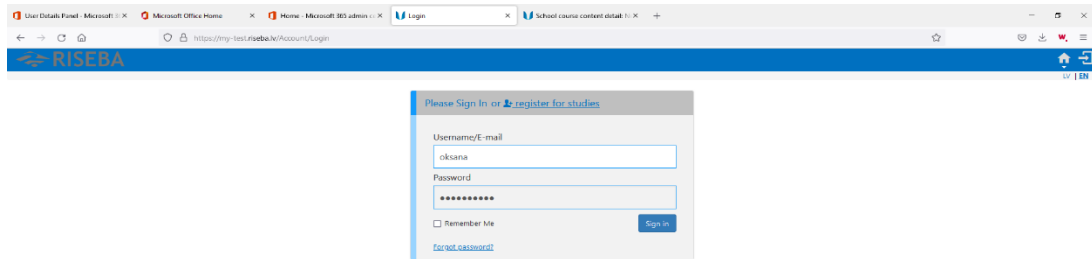 User Details Panel - Microsoft 3
Microsoft Office Home
Home - Microsoft 365 admin ce
Login
School course content detail: N
https://my-test.riseba.lv/Account/Login
RISEBA
LV | EN
Please Sign In or register for studies
Username/E-mail
oksana
Password
Remember Me
Sign in
Forgot password?